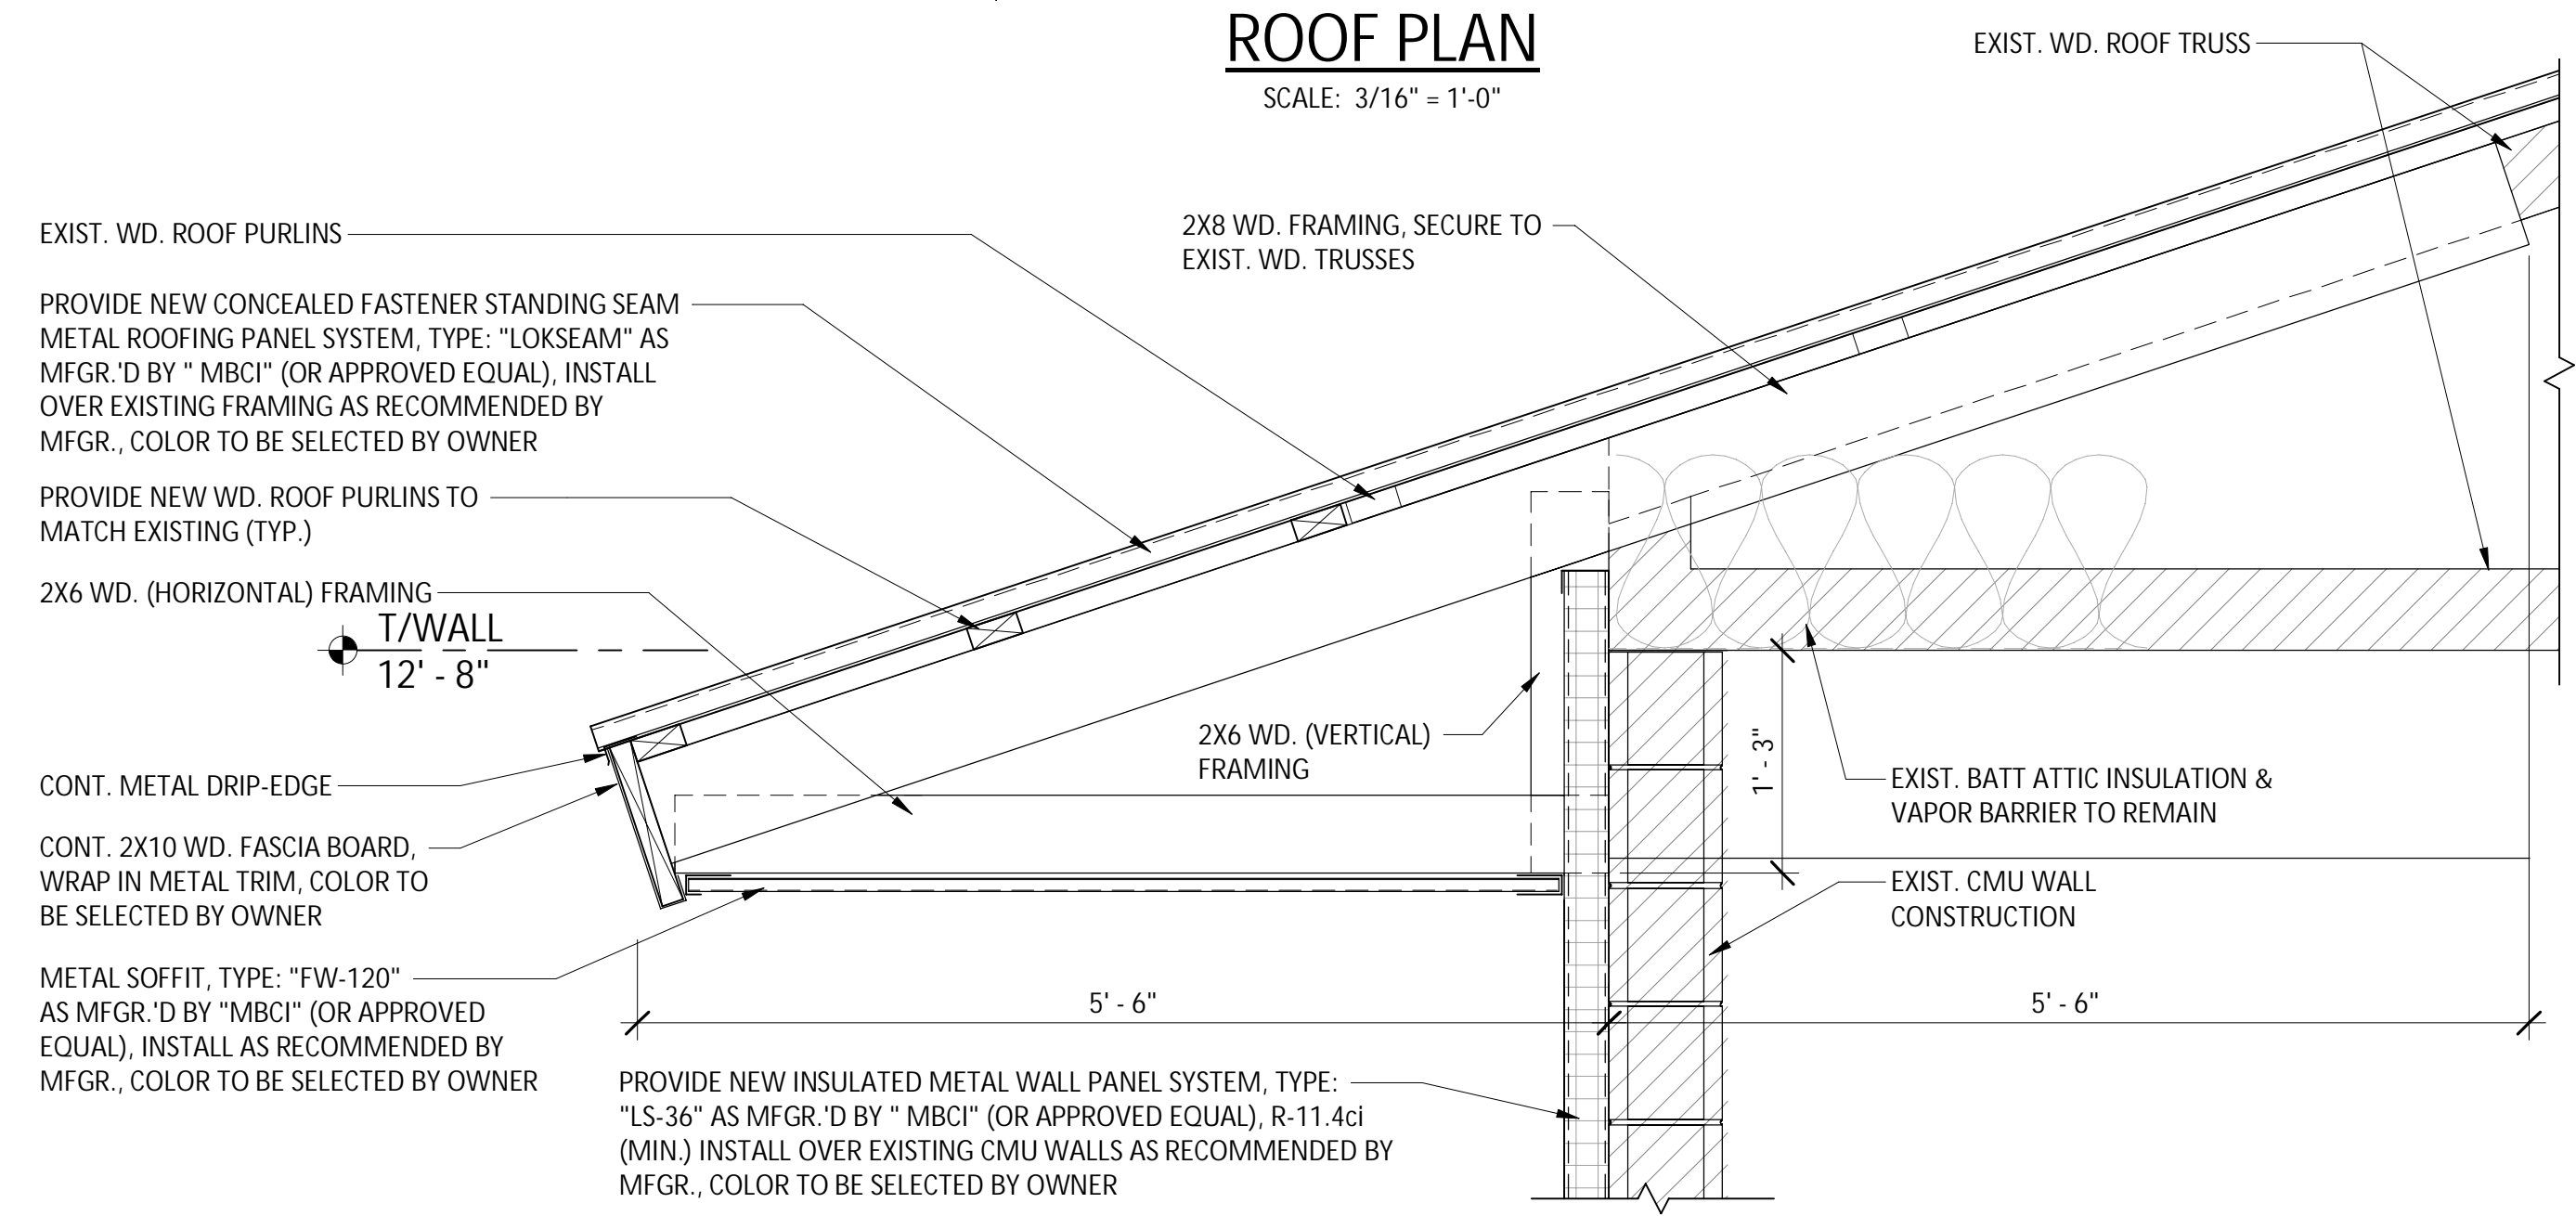 ROOF PLAN
SCALE: 3/16" = 1'-0"
EXIST. WD. ROOF TRUSS
EXIST. WD. ROOF PURLINS
2X8 WD. FRAMING, SECURE TO
EXIST. WD. TRUSSES
PROVIDE NEW CONCEALED FASTENER STANDING SEAM
METAL ROOFING PANEL SYSTEM, TYPE: "LOKSEAM" AS
MFGR.'D BY " MBCI" (OR APPROVED EQUAL), INSTALL
OVER EXISTING FRAMING AS RECOMMENDED BY
MFGR., COLOR TO BE SELECTED BY OWNER
PROVIDE NEW WD. ROOF PURLINS TO
MATCH EXISTING (TYP.)
2X6 WD. (HORIZONTAL) FRAMING
T/WALL
12' - 8"
2X6 WD. (VERTICAL)
FRAMING
1' - 3"
CONT. METAL DRIP-EDGE
EXIST. BATT ATTIC INSULATION &
VAPOR BARRIER TO REMAIN
CONT. 2X10 WD. FASCIA BOARD,
WRAP IN METAL TRIM, COLOR TO
BE SELECTED BY OWNER
EXIST. CMU WALL
CONSTRUCTION
METAL SOFFIT, TYPE: "FW-120"
AS MFGR.'D BY "MBCI" (OR APPROVED
EQUAL), INSTALL AS RECOMMENDED BY
MFGR., COLOR TO BE SELECTED BY OWNER
5' - 6"
5' - 6"
PROVIDE NEW INSULATED METAL WALL PANEL SYSTEM, TYPE:
"LS-36" AS MFGR.'D BY " MBCI" (OR APPROVED EQUAL), R-11.4ci
(MIN.) INSTALL OVER EXISTING CMU WALLS AS RECOMMENDED BY
MFGR., COLOR TO BE SELECTED BY OWNER